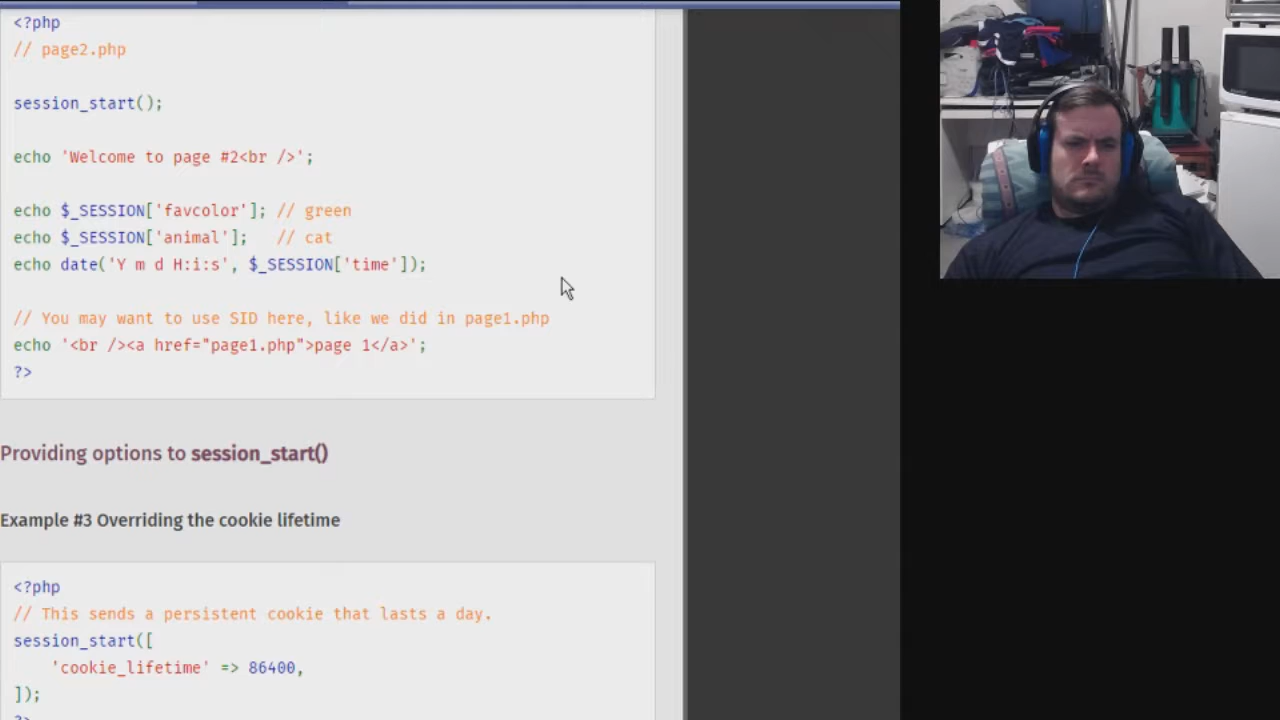 <?php
// page2.php
session_start();
echo 'Welcome to page #2<br />';
echo $_SESSION['favcolor']; // green
echo $_SESSION['animal'];   // cat
echo date('Y m d H:i:s', $_SESSION['time']);
// You may want to use SID here, like we did in page1.php
echo '<br /><a href="page1.php">page 1</a>';
?>
Providing options to session_start()
Example #3 Overriding the cookie lifetime
<?php
// This sends a persistent cookie that lasts a day.
session_start([
    'cookie_lifetime' => 86400,
]);
?>